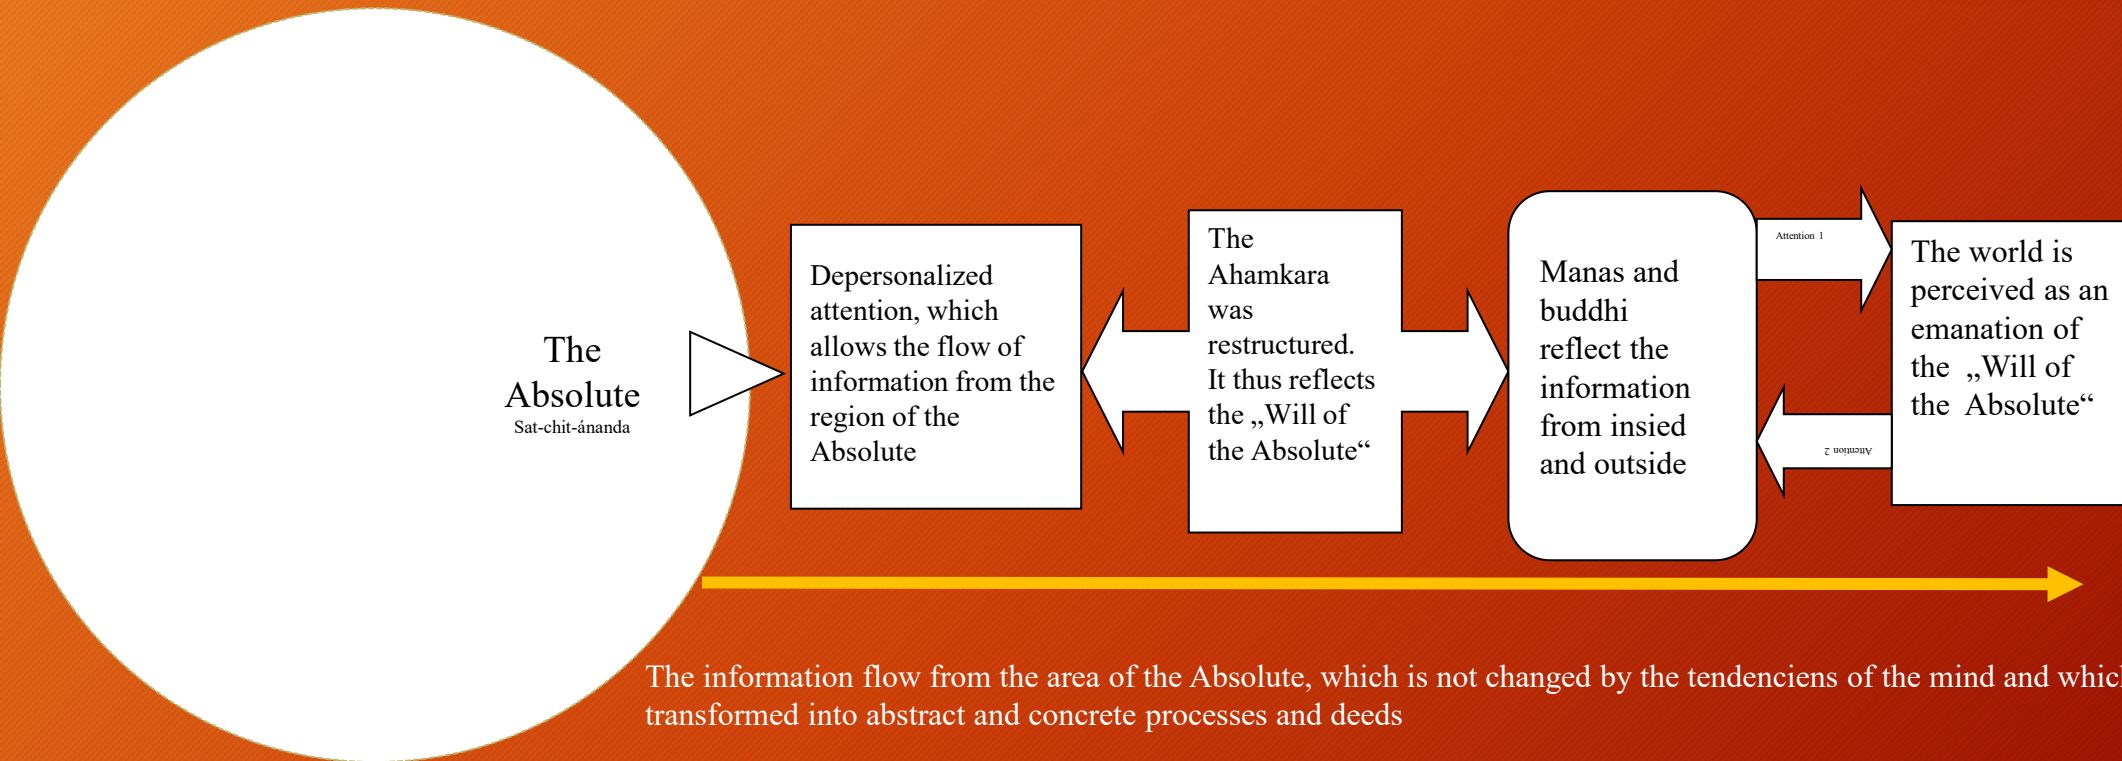 The
Absolute
Sat-chit-ánanda
Depersonalized
attention, which
allows the flow of
information from the
region of the
Absolute
The
Ahamkara
was
restructured.
It thus reflects
the „Will of
the Absolute“
Manas and
buddhi
reflect the
information
from insied
and outside
Attention 1
Attention 2
The world is
perceived as an
emanation of
the „Will of
the Absolute“
The information flow from the area of the Absolute, which is not changed by the tendenciens of the mind and which
transformed into abstract and concrete processes and deeds